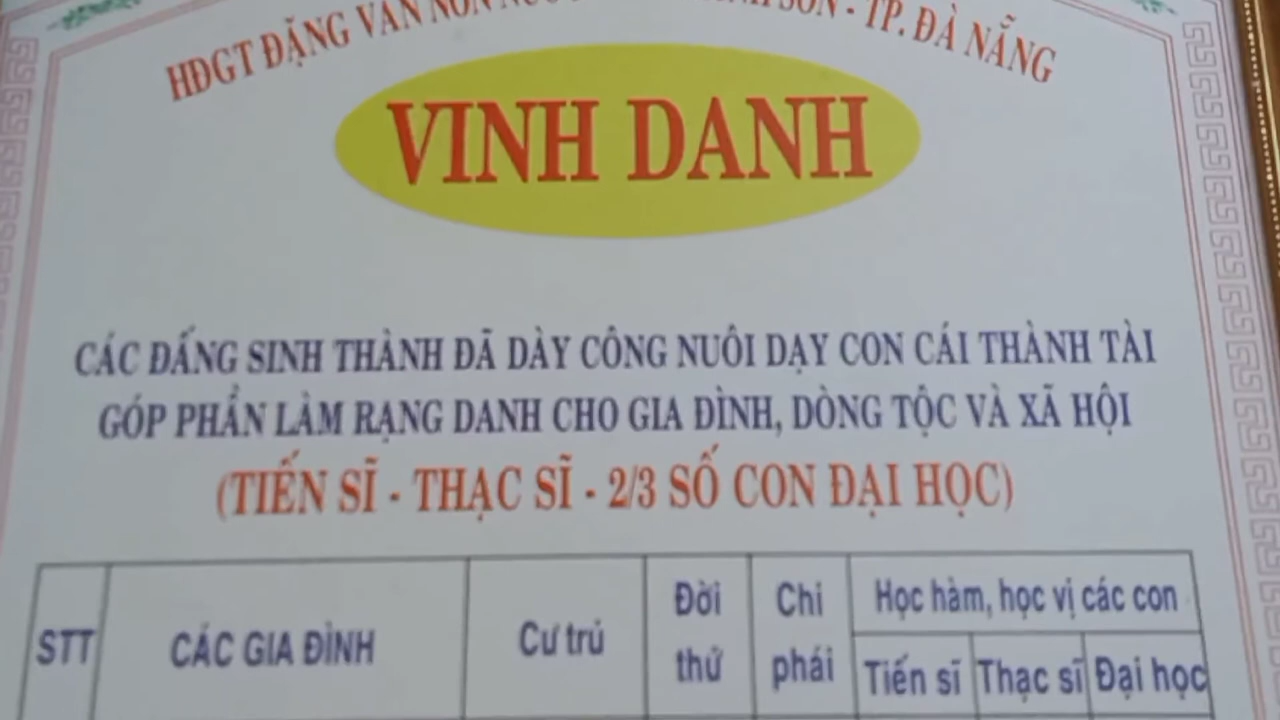 HĐGT ĐẶNG VĂN NON SƠN - TP. ĐÀ NẴNG
VINH DANH
CÁC ĐẤNG SINH THÀNH ĐÃ DÀY CÔNG NUÔI DẠY CON CÁI THÀNH TÀI
GÓP PHẦN LÀM RẠNG DANH CHO GIA ĐÌNH, DÒNG TỘC VÀ XÃ HỘI
(TIẾN SĨ - THẠC SĨ - 2/3 SỐ CON ĐẠI HỌC)
STT CÁC GIA ĐÌNH Cư trú Đời thứ Chi phái Học hàm, học vị các con
Tiến sĩ Thạc sĩ Đại học